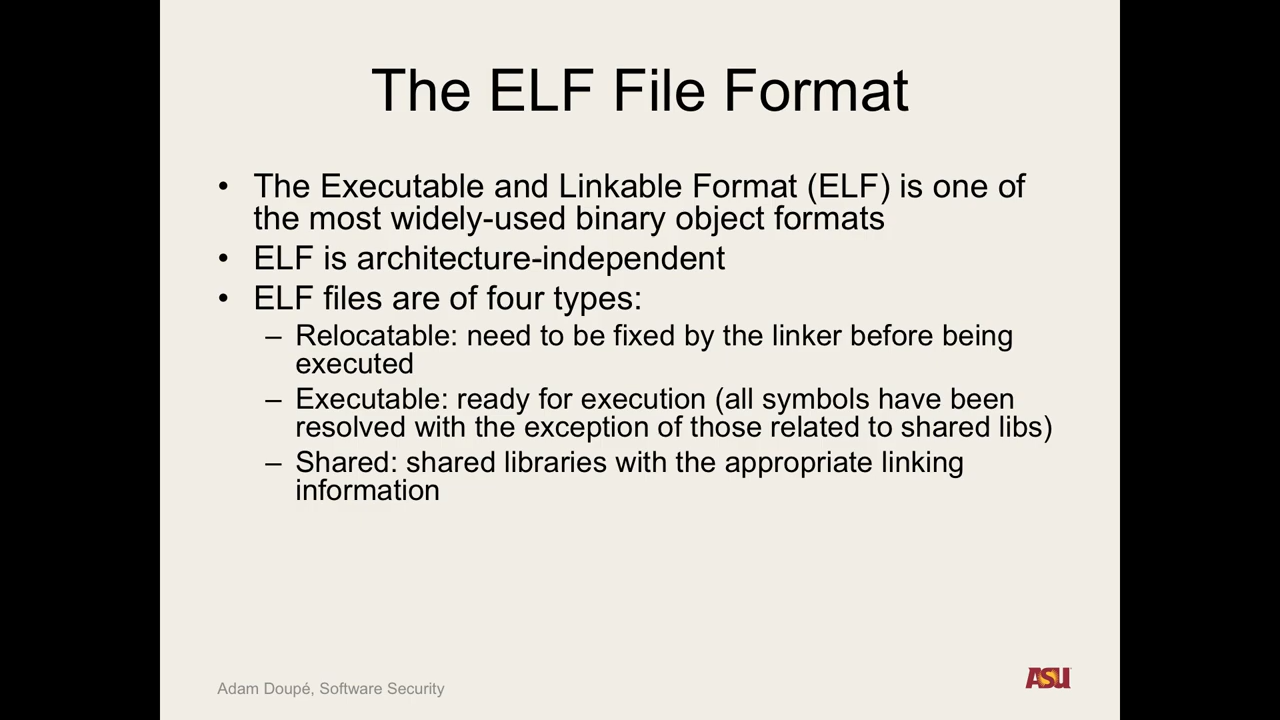 The ELF File Format
• The Executable and Linkable Format (ELF) is one of
the most widely-used binary object formats
• ELF is architecture-independent
• ELF files are of four types:
– Relocatable: need to be fixed by the linker before being
executed
– Executable: ready for execution (all symbols have been
resolved with the exception of those related to shared libs)
– Shared: shared libraries with the appropriate linking
information
Adam Doupé, Software Security
ASU